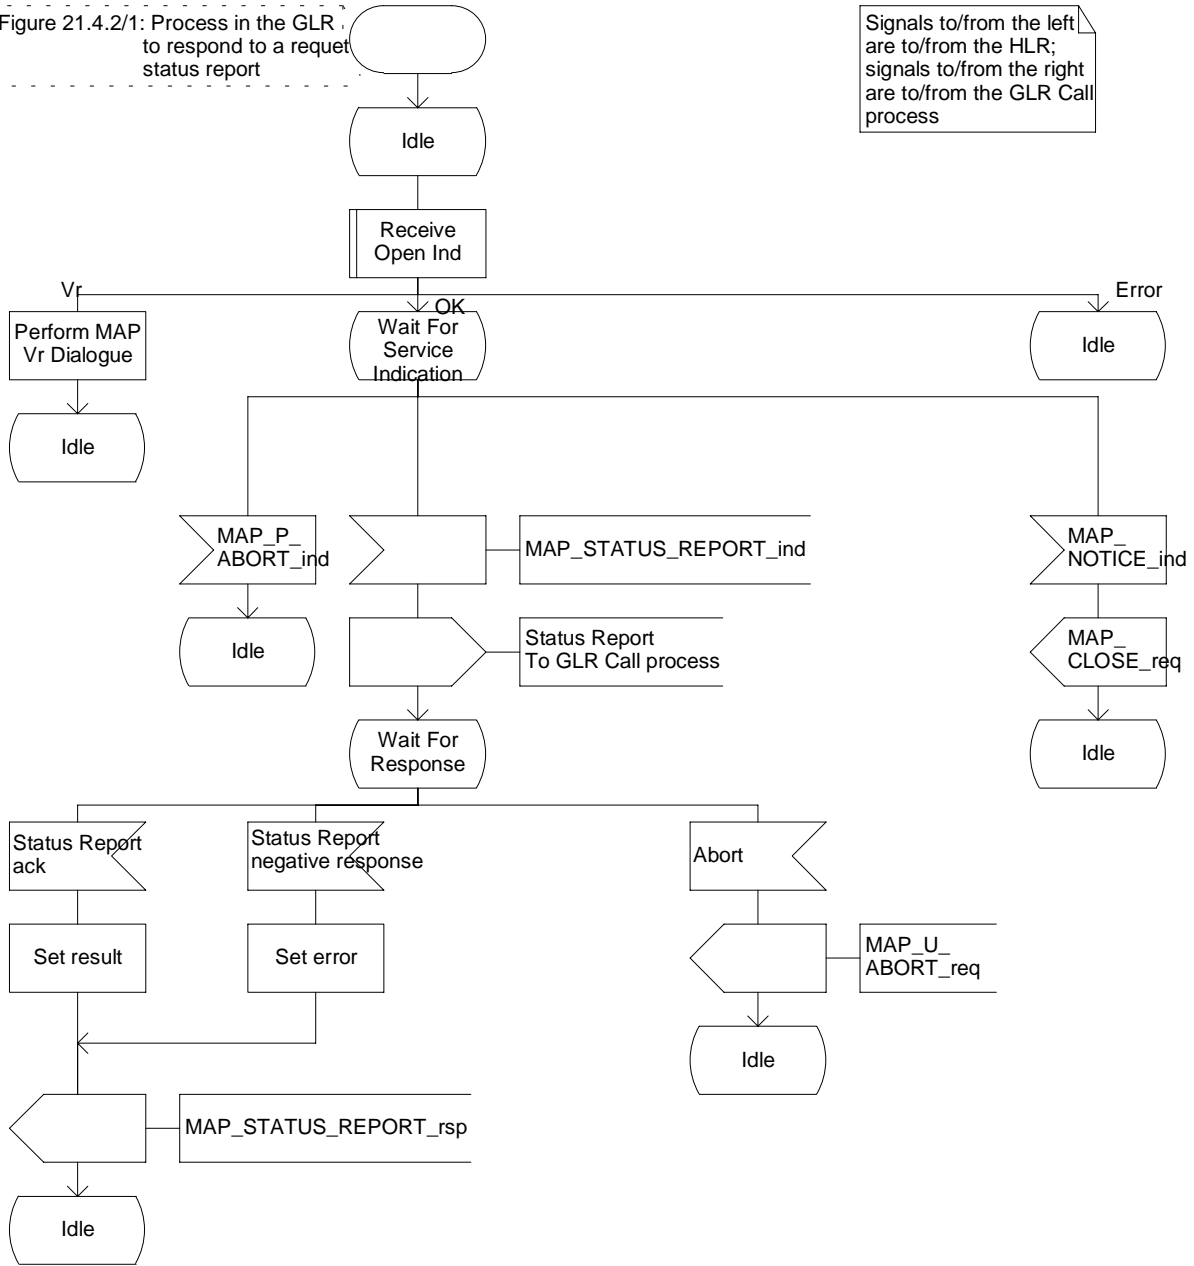 Figure 21.4.2/1: Process in the GLR
to respond to a requet
status report
Signals to/from the left
are to/from the HLR;
signals to/from the right
are to/from the GLR Call
process
Idle
Receive
Open Ind
Vr
OK
Error
Perform MAP
Vr Dialogue
Wait For
Service
Indication
Idle
Idle
MAP_P_
ABORT_ind
MAP_STATUS_REPORT_ind
MAP_
NOTICE_ind
Idle
Status Report
To GLR Call process
MAP_
CLOSE_req
Wait For
Response
Idle
Status Report
ack
Status Report
negative response
Abort
Set result
Set error
MAP_U_
ABORT_req
Idle
MAP_STATUS_REPORT_rsp
Idle